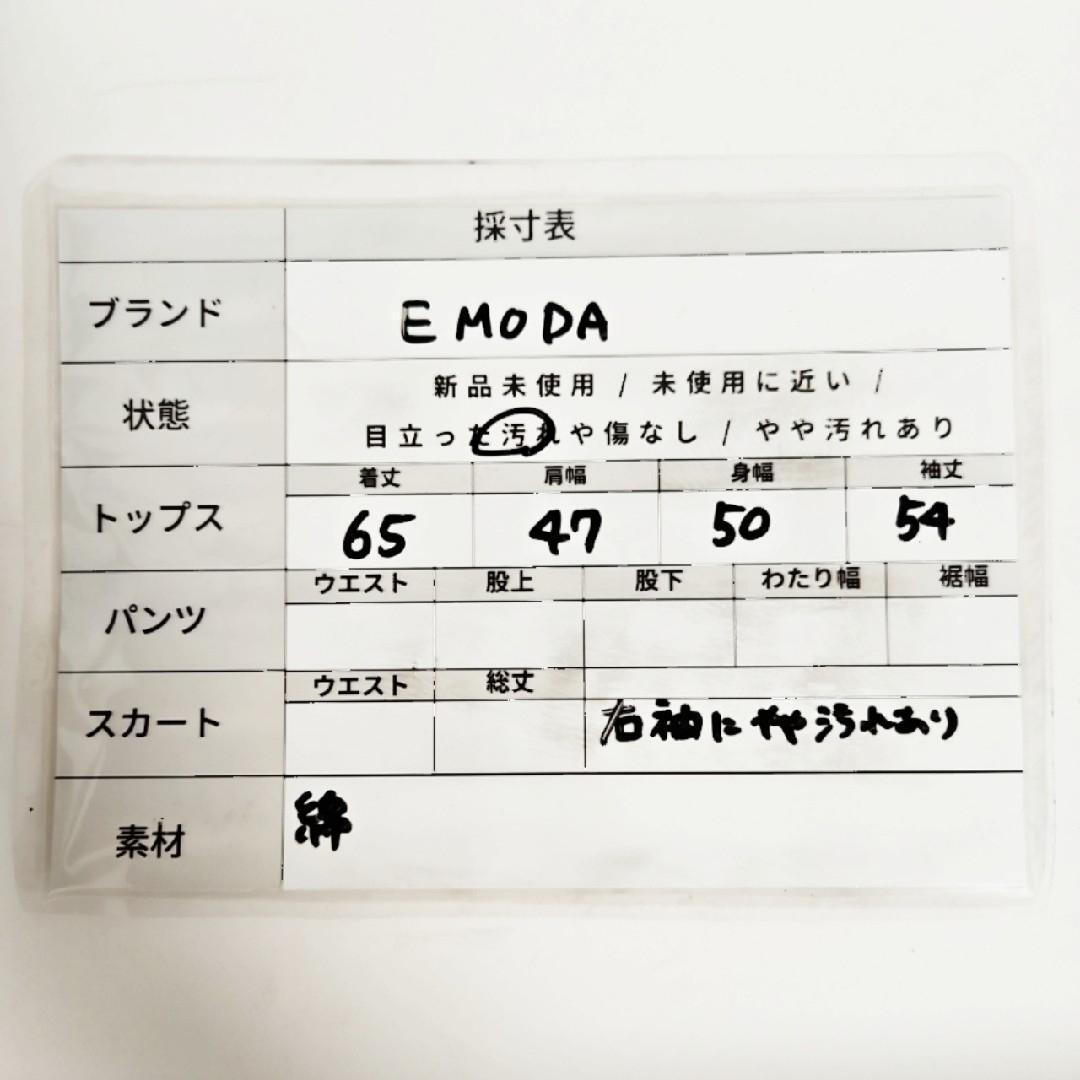 採寸表
ブランド EMODA
状態 新品未使用 / 未使用に近い /
目立った汚れや傷なし / やや汚れあり
着丈 肩幅 身幅 袖丈
トップス 65 47 50 54
ウエスト 股上 股下 わたり幅 裾幅
パンツ
ウエスト 総丈
スカート 右袖にやや汚れあり
素材 綿